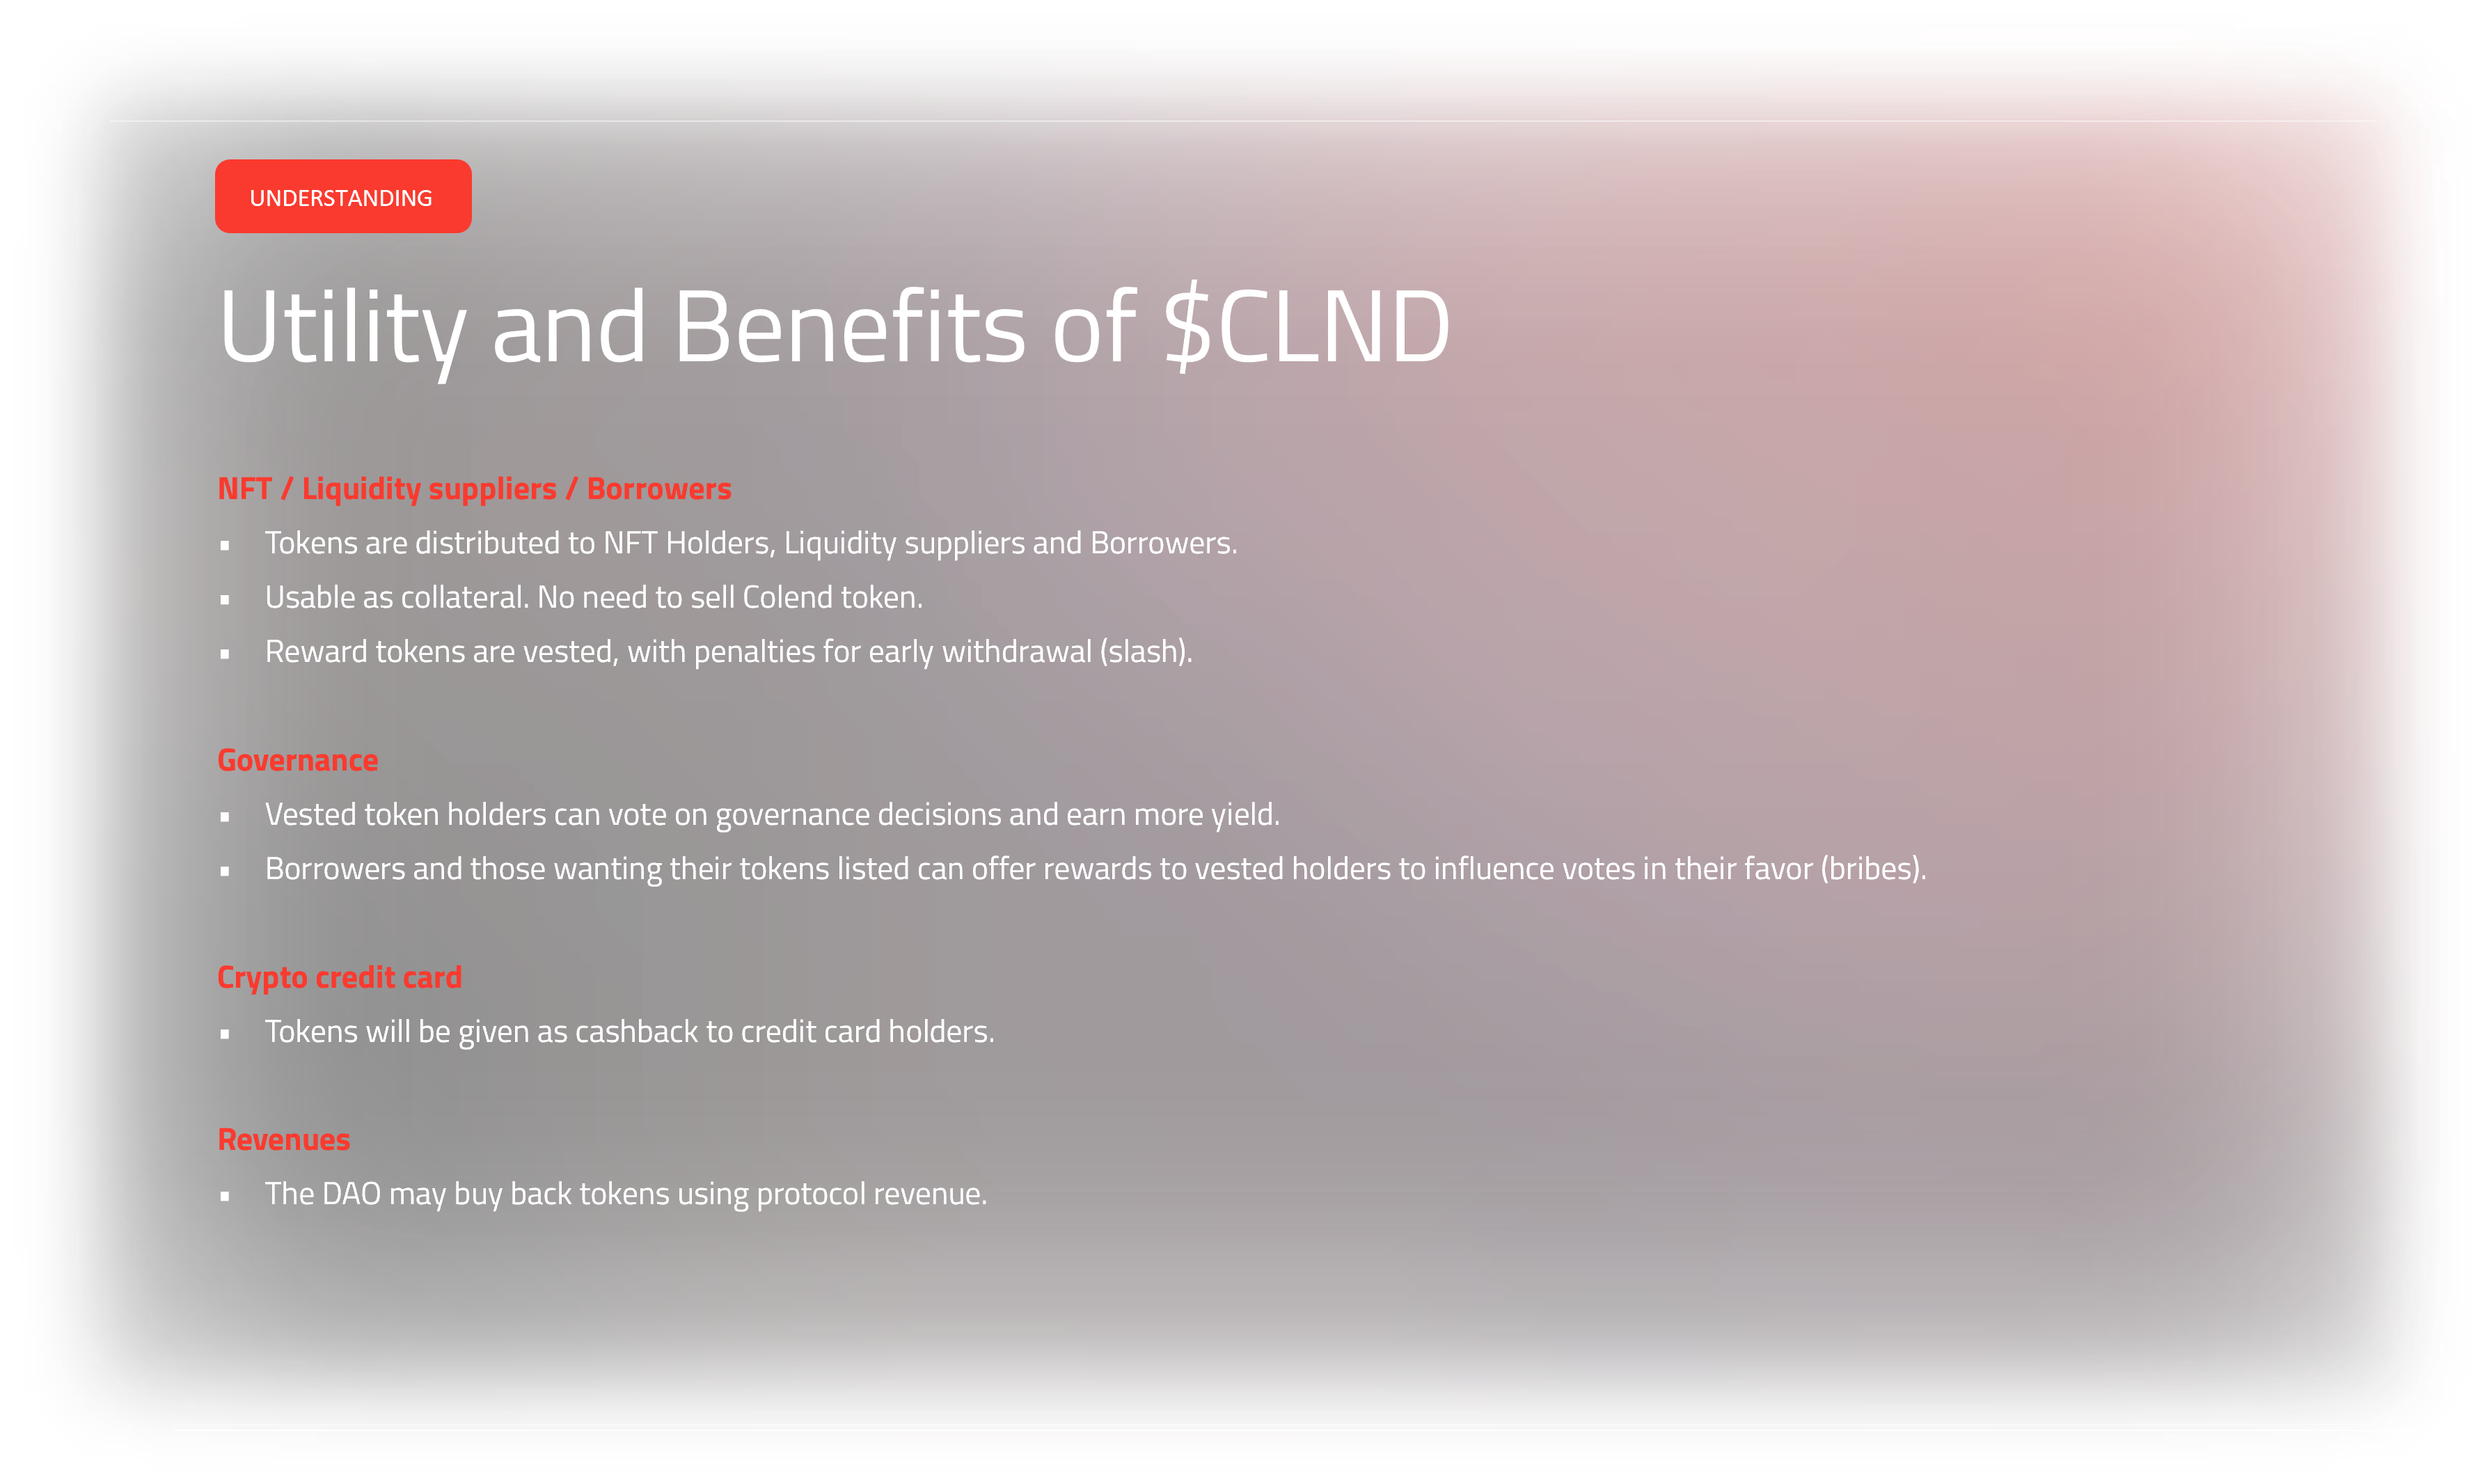 UNDERSTANDING
Utility and Benefits of $CLND
NFT / Liquidity suppliers / Borrowers
▪ Tokens are distributed to NFT Holders, Liquidity suppliers and Borrowers.
▪ Usable as collateral. No need to sell Colend token.
▪ Reward tokens are vested, with penalties for early withdrawal (slash).
Governance
▪ Vested token holders can vote on governance decisions and earn more yield.
▪ Borrowers and those wanting their tokens listed can offer rewards to vested holders to influence votes in their favor (bribes).
Crypto credit card
▪ Tokens will be given as cashback to credit card holders.
Revenues
▪ The DAO may buy back tokens using protocol revenue.